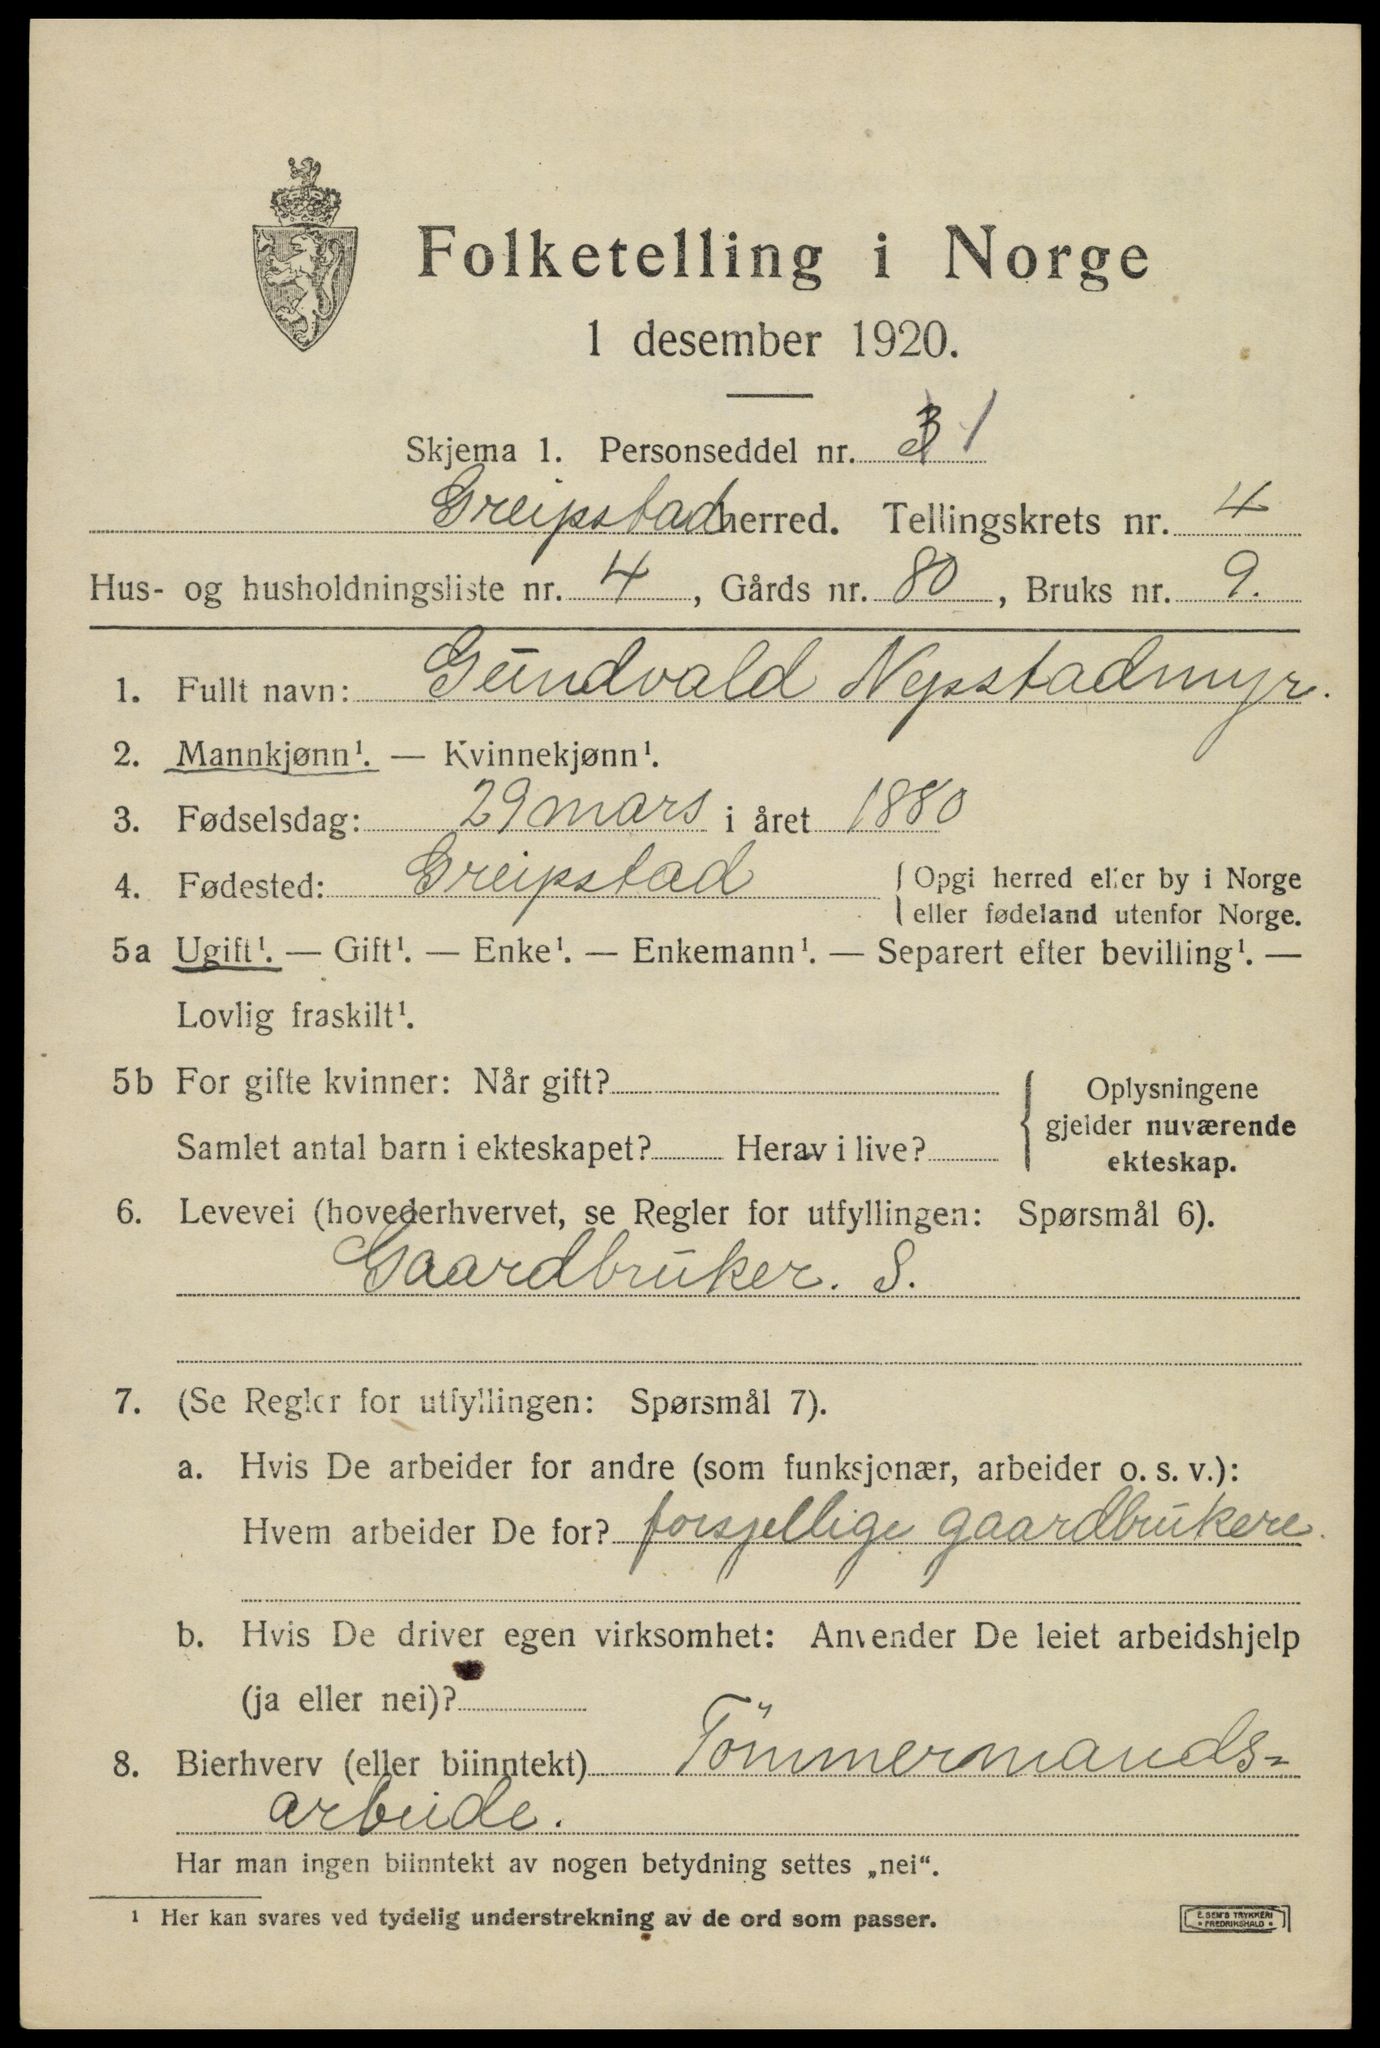 Folketelling i Norge
1 desember 1920.
Skjema 1. Personseddel nr. 1
Greipstad herred. Tellingskrets nr. 4
Hus- og husholdningsliste nr. 4, Gårds nr. 80, Bruks nr. 9.
1. Fullt navn: Gundvald Nepstadmyr.
2. Mannkjønn¹. — Kvinnekjønn¹.
3. Fødselsdag: 29 mars i året 1880
4. Fødested: Greipstad { Opgi herred eller by i Norge
eller fødeland utenfor Norge.
5a Ugift¹. — Gift¹. — Enke¹. — Enkemann¹. — Separert efter bevilling¹. —
Lovlig fraskilt¹.
5b For gifte kvinner: Når gift? { Oplysningene
gjelder nuværende
Samlet antal barn i ekteskapet? Herav i live? ekteskap.
6. Levevei (hovederhvervet, se Regler for utfyllingen: Spørsmål 6).
Gaardbruker. S.
7. (Se Regler for utfyllingen: Spørsmål 7).
a. Hvis De arbeider for andre (som funksjonær, arbeider o. s. v.):
Hvem arbeider De for? forsjellige gaardbrukere.
b. Hvis De driver egen virksomhet: Anvender De leiet arbeidshjelp
(ja eller nei)?
8. Bierhverv (eller biinntekt) Tömmermands-
arbeide.
Har man ingen biinntekt av nogen betydning settes „nei“.
¹ Her kan svares ved tydelig understrekning av de ord som passer.
E. SEM'S TRYKKERI
• FREDRIKSHALD •